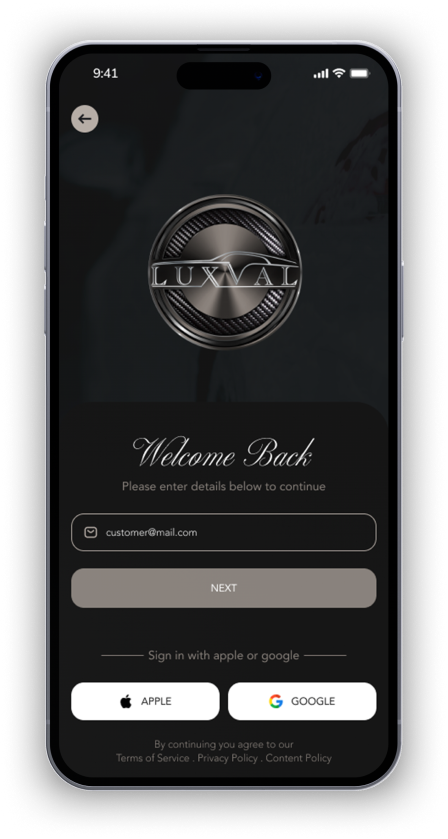 9:41
LUXVAL
Welcome Back
Please enter details below to continue
customer@mail.com
NEXT
Sign in with apple or google
APPLE
GOOGLE
By continuing you agree to our
Terms of Service . Privacy Policy . Content Policy